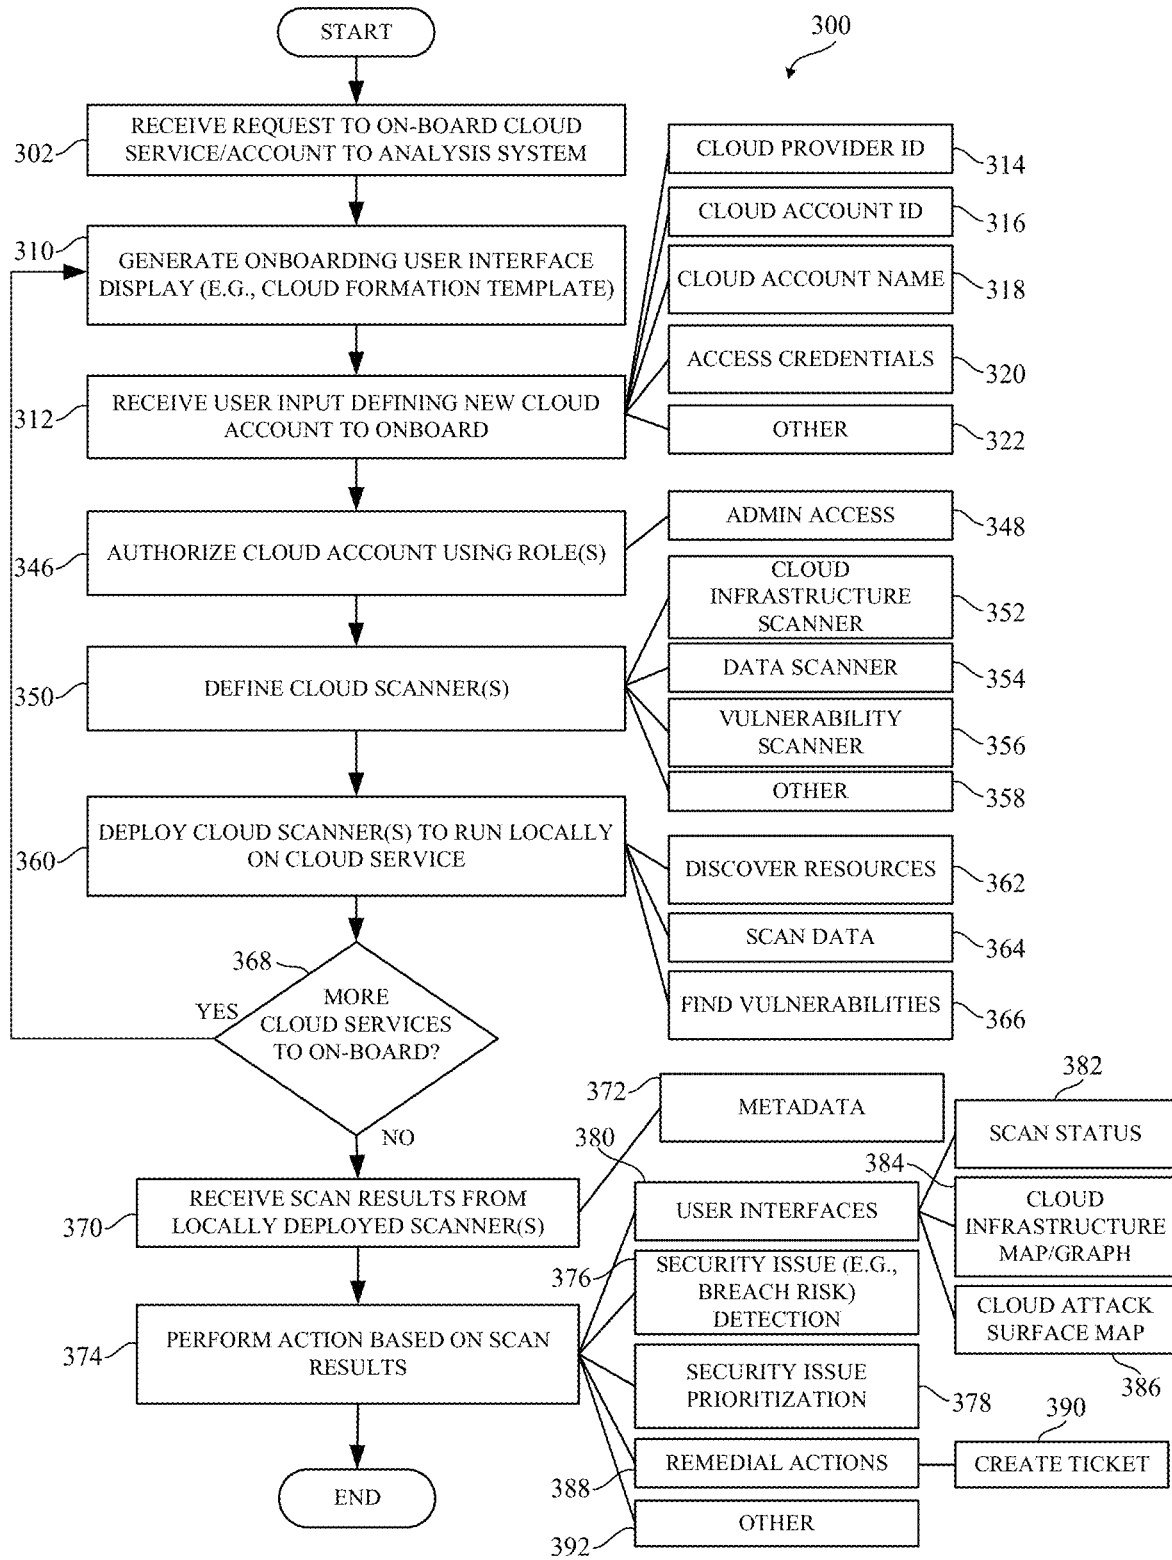 START
300
302
RECEIVE REQUEST TO ON-BOARD CLOUD
SERVICE/ACCOUNT TO ANALYSIS SYSTEM
310
GENERATE ONBOARDING USER INTERFACE
DISPLAY (E.G., CLOUD FORMATION TEMPLATE)
312
RECEIVE USER INPUT DEFINING NEW CLOUD
ACCOUNT TO ONBOARD
CLOUD PROVIDER ID
314
CLOUD ACCOUNT ID
316
CLOUD ACCOUNT NAME
318
ACCESS CREDENTIALS
320
OTHER
322
346
AUTHORIZE CLOUD ACCOUNT USING ROLE(S)
ADMIN ACCESS
348
350
DEFINE CLOUD SCANNER(S)
CLOUD
INFRASTRUCTURE
SCANNER
352
DATA SCANNER
354
VULNERABILITY
SCANNER
356
OTHER
358
360
DEPLOY CLOUD SCANNER(S) TO RUN LOCALLY
ON CLOUD SERVICE
DISCOVER RESOURCES
362
SCAN DATA
364
FIND VULNERABILITIES
366
368
YES
MORE
CLOUD SERVICES
TO ON-BOARD?
NO
370
RECEIVE SCAN RESULTS FROM
LOCALLY DEPLOYED SCANNER(S)
372
METADATA
374
PERFORM ACTION BASED ON SCAN
RESULTS
380
USER INTERFACES
382
SCAN STATUS
384
CLOUD
INFRASTRUCTURE
MAP/GRAPH
CLOUD ATTACK
SURFACE MAP
386
376
SECURITY ISSUE (E.G.,
BREACH RISK)
DETECTION
SECURITY ISSUE
PRIORITIZATION
378
388
REMEDIAL ACTIONS
390
CREATE TICKET
392
OTHER
END